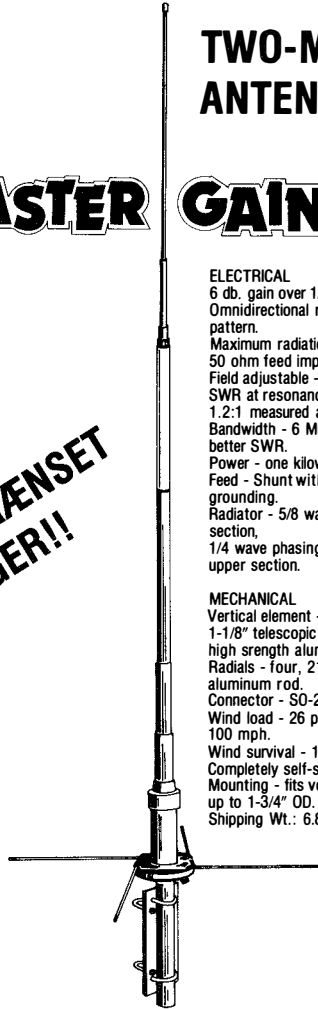 TWO-M
ANTEN
ASTER GAIN
ÆNSET
GER!!
ELECTRICAL
6 db. gain over 1
Omnidirectional r
pattern.
Maximum radiatio
50 ohm feed imp
Field adjustable -
SWR at resonanc
1.2:1 measured a
Bandwidth - 6 M
better SWR.
Power - one kilow
Feed - Shunt with
grounding.
Radiator - 5/8 wa
section,
1/4 wave phasing
upper section.
MECHANICAL
Vertical element -
1-1/8" telescopic
high srength alum
Radials - four, 21
aluminum rod.
Connector - SO-2
Wind load - 26 p
100 mph.
Wind survival - 1
Completely self-s
Mounting - fits ve
up to 1-3/4" OD.
Shipping Wt.: 6.8